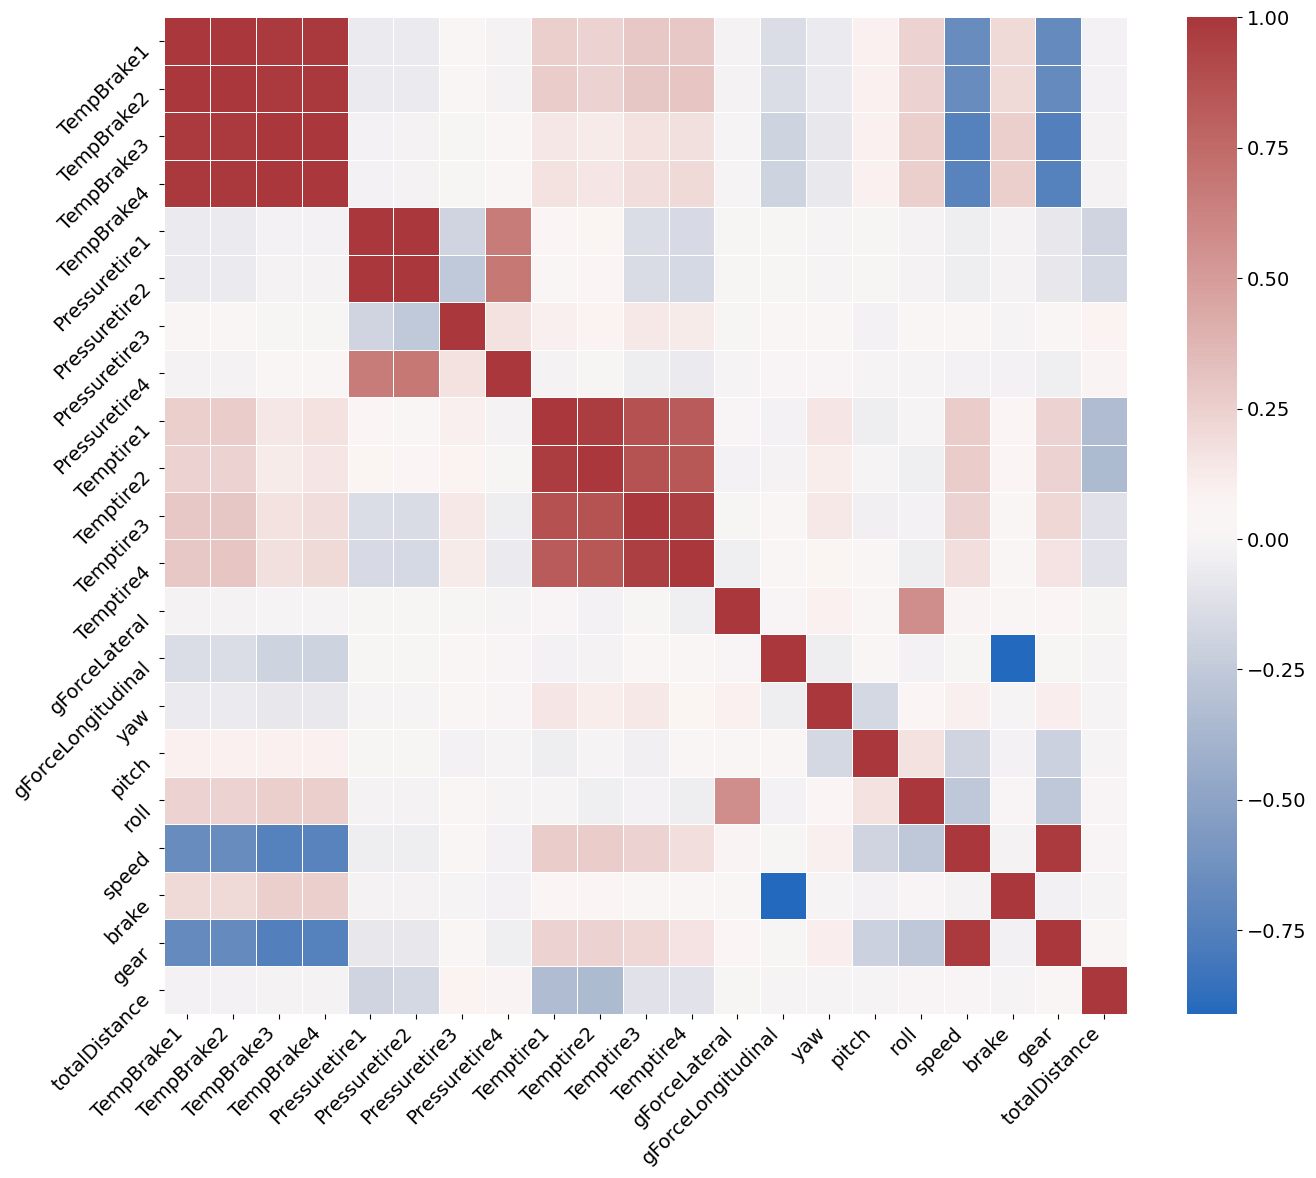 TempBrake1
TempBrake2
TempBrake3
TempBrake4
Pressuretire1
Pressuretire2
Pressuretire3
Pressuretire4
Temptire1
Temptire2
Temptire3
Temptire4
gForceLateral
gForceLongitudinal
yaw
pitch
roll
speed
brake
gear
totalDistance
TempBrake1
TempBrake2
TempBrake3
TempBrake4
Pressuretire1
Pressuretire2
Pressuretire3
Pressuretire4
Temptire1
Temptire2
Temptire3
Temptire4
gForceLateral
gForceLongitudinal
yaw
pitch
roll
speed
brake
gear
totalDistance
1.00
0.75
0.50
0.25
0.00
−0.25
−0.50
−0.75